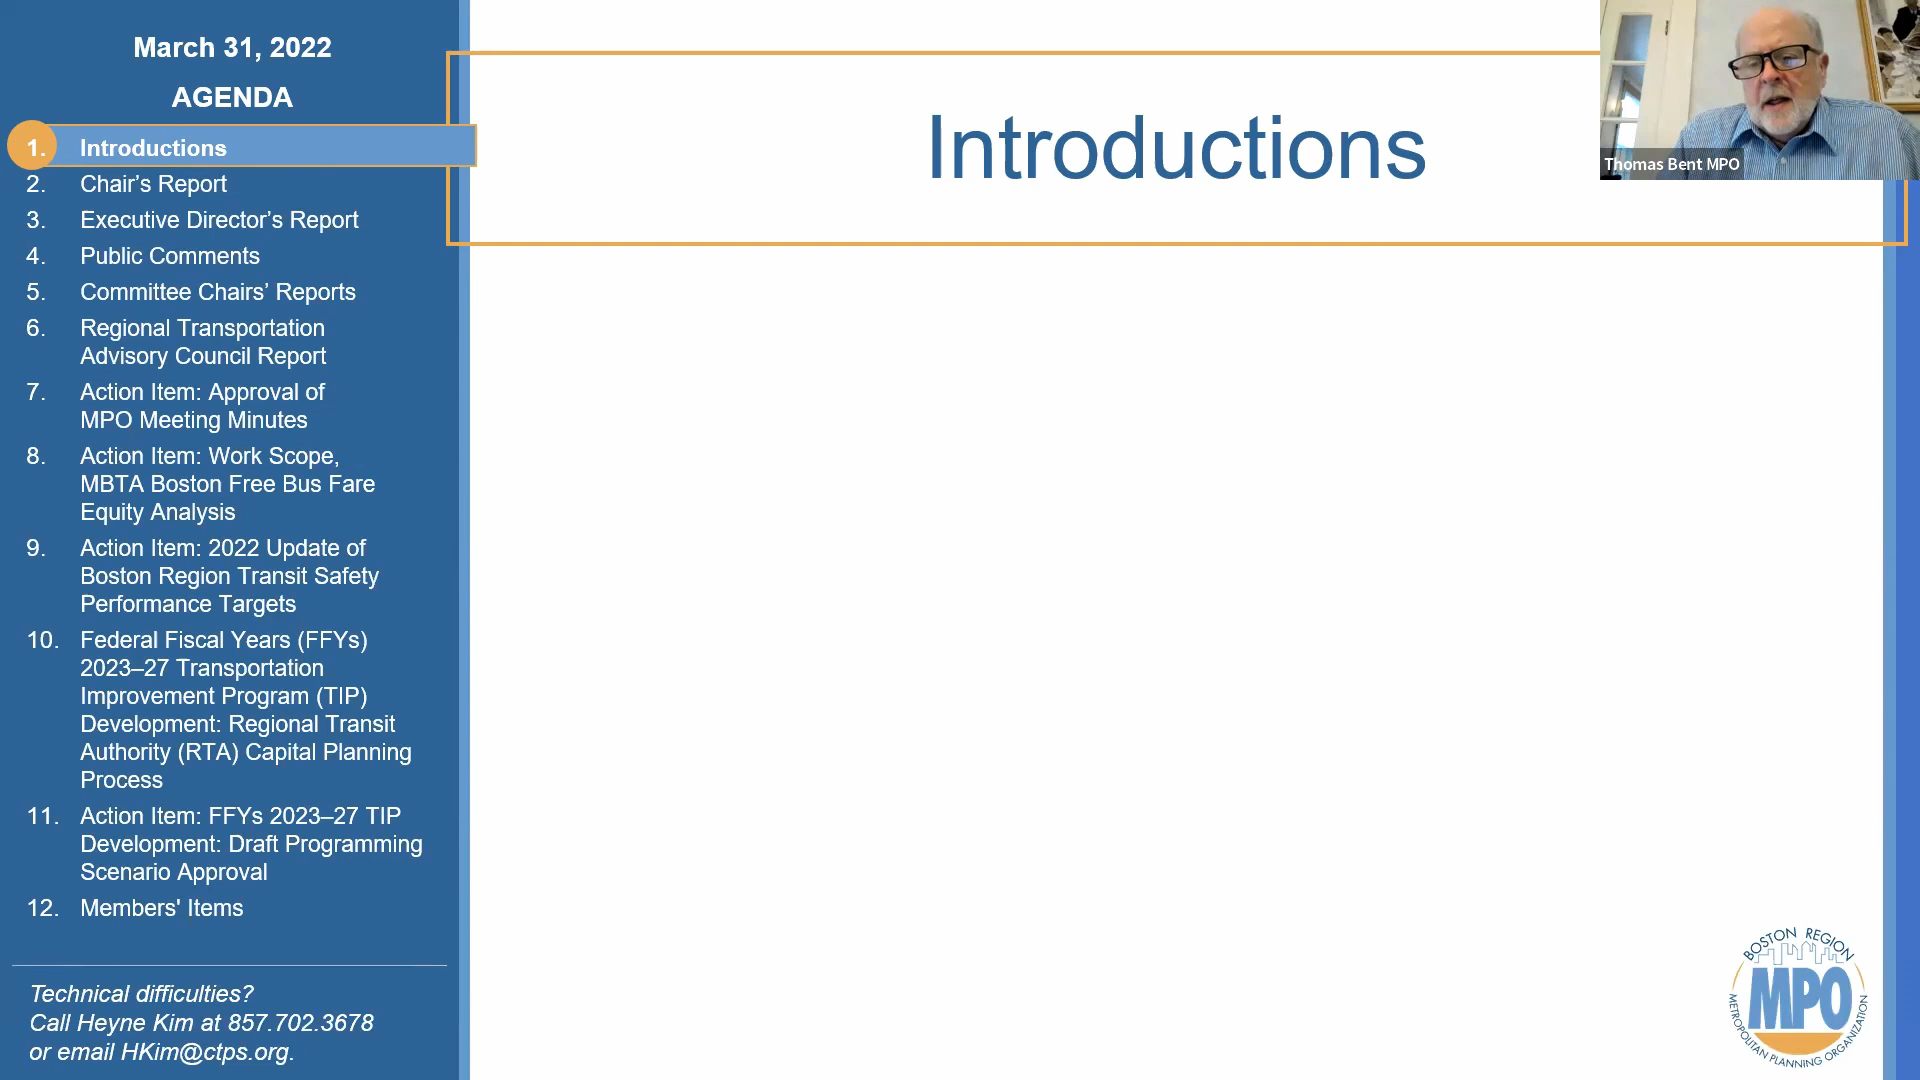 March 31, 2022
AGENDA
1. Introductions
2. Chair’s Report
3. Executive Director’s Report
4. Public Comments
5. Committee Chairs’ Reports
6. Regional Transportation
Advisory Council Report
7. Action Item: Approval of
MPO Meeting Minutes
8. Action Item: Work Scope,
MBTA Boston Free Bus Fare
Equity Analysis
9. Action Item: 2022 Update of
Boston Region Transit Safety
Performance Targets
10. Federal Fiscal Years (FFYs)
2023–27 Transportation
Improvement Program (TIP)
Development: Regional Transit
Authority (RTA) Capital Planning
Process
11. Action Item: FFYs 2023–27 TIP
Development: Draft Programming
Scenario Approval
12. Members' Items
Technical difficulties?
Call Heyne Kim at 857.702.3678
or email HKim@ctps.org.
Introductions
Thomas Bent MPO
BOSTON REGION
MPO
METROPOLITAN PLANNING ORGANIZATION